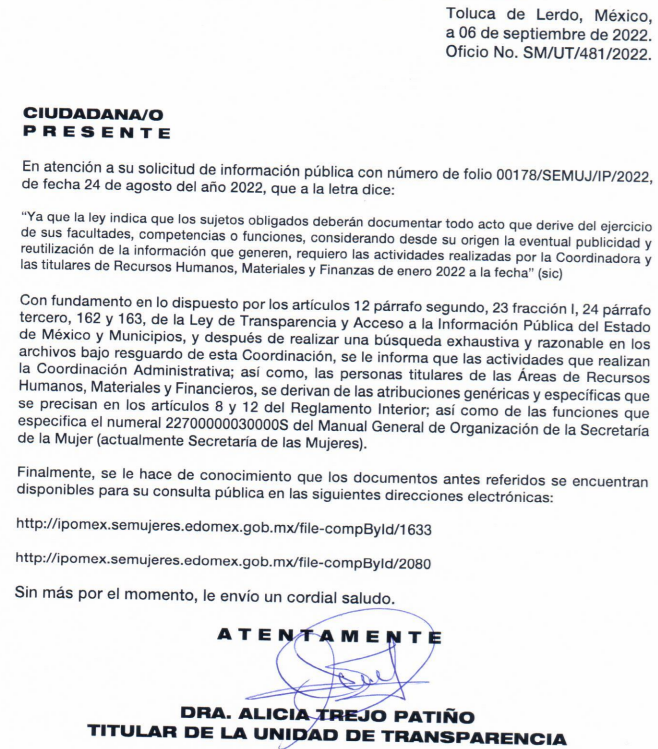 Toluca de Lerdo, México,
a 06 de septiembre de 2022.
Oficio No. SM/UT/481/2022.
CIUDADANA/O
P R E S E N T E
En atención a su solicitud de información pública con número de folio 00178/SEMUJ/IP/2022,
de fecha 24 de agosto del año 2022, que a la letra dice:
“Ya que la ley indica que los sujetos obligados deberán documentar todo acto que derive del ejercicio
de sus facultades, competencias o funciones, considerando desde su origen la eventual publicidad y
reutilización de la información que generen, requiero las actividades realizadas por la Coordinadora y
las titulares de Recursos Humanos, Materiales y Finanzas de enero 2022 a la fecha” (sic)
Con fundamento en lo dispuesto por los artículos 12 párrafo segundo, 23 fracción I, 24 párrafo
tercero, 162 y 163, de la Ley de Transparencia y Acceso a la Información Pública del Estado
de México y Municipios, y después de realizar una búsqueda exhaustiva y razonable en los
archivos bajo resguardo de esta Coordinación, se le informa que las actividades que realizan
la Coordinación Administrativa; así como, las personas titulares de las Áreas de Recursos
Humanos, Materiales y Financieros, se derivan de las atribuciones genéricas y específicas que
se precisan en los artículos 8 y 12 del Reglamento Interior; así como de las funciones que
especifica el numeral 22700000030000S del Manual General de Organización de la Secretaría
de la Mujer (actualmente Secretaría de las Mujeres).
Finalmente, se le hace de conocimiento que los documentos antes referidos se encuentran
disponibles para su consulta pública en las siguientes direcciones electrónicas:
http://ipomex.semujeres.edomex.gob.mx/file-compById/1633
http://ipomex.semujeres.edomex.gob.mx/file-compById/2080
Sin más por el momento, le envío un cordial saludo.
A T E N T A M E N T E
DRA. ALICIA TREJO PATIÑO
TITULAR DE LA UNIDAD DE TRANSPARENCIA